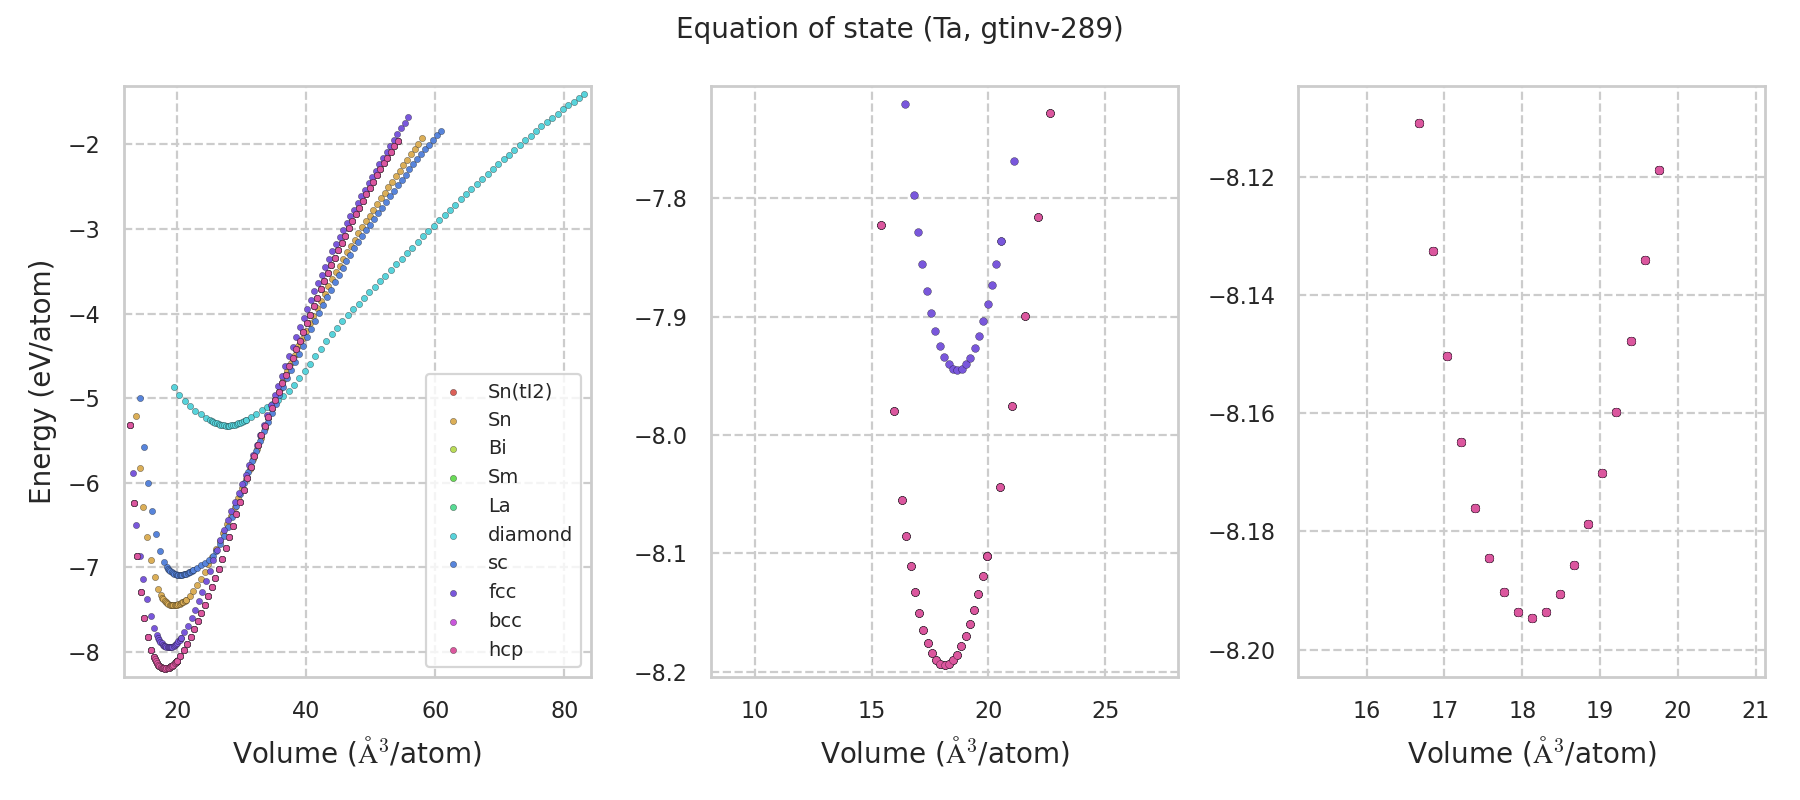 Equation of state (Ta, gtinv-289)
Energy (eV/atom)
−2
−3
−4
−5
−6
−7
−8
20 40 60 80
Volume (Å³/atom)
Sn(tI2)
Sn
Bi
Sm
La
diamond
sc
fcc
bcc
hcp
−7.8
−7.9
−8.0
−8.1
−8.2
10 15 20 25
Volume (Å³/atom)
−8.12
−8.14
−8.16
−8.18
−8.20
16 17 18 19 20 21
Volume (Å³/atom)